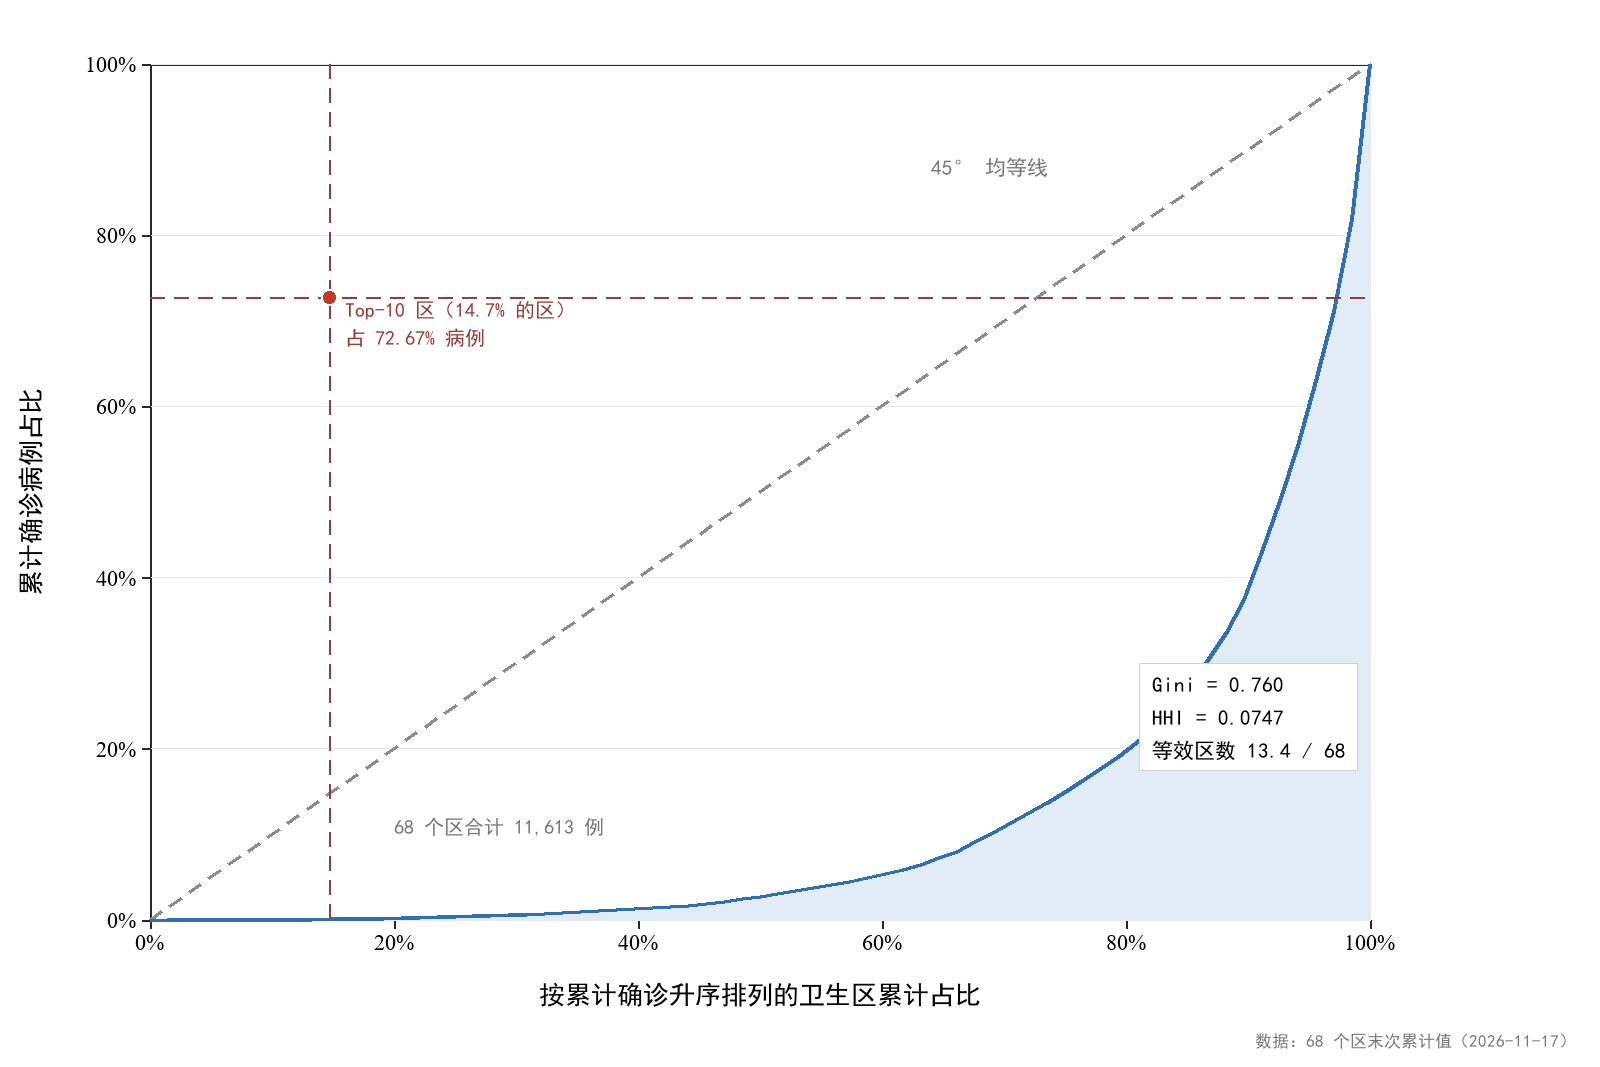 100%
80%
60%
40%
20%
0%
累计确诊病例占比
45° 均等线
Top-10 区（14.7% 的区）
占 72.67% 病例
Gini = 0.760
HHI = 0.0747
等效区数 13.4 / 68
68 个区合计 11,613 例
0%
20%
40%
60%
80%
100%
按累计确诊升序排列的卫生区累计占比
数据：68 个区末次累计值（2026-11-17）